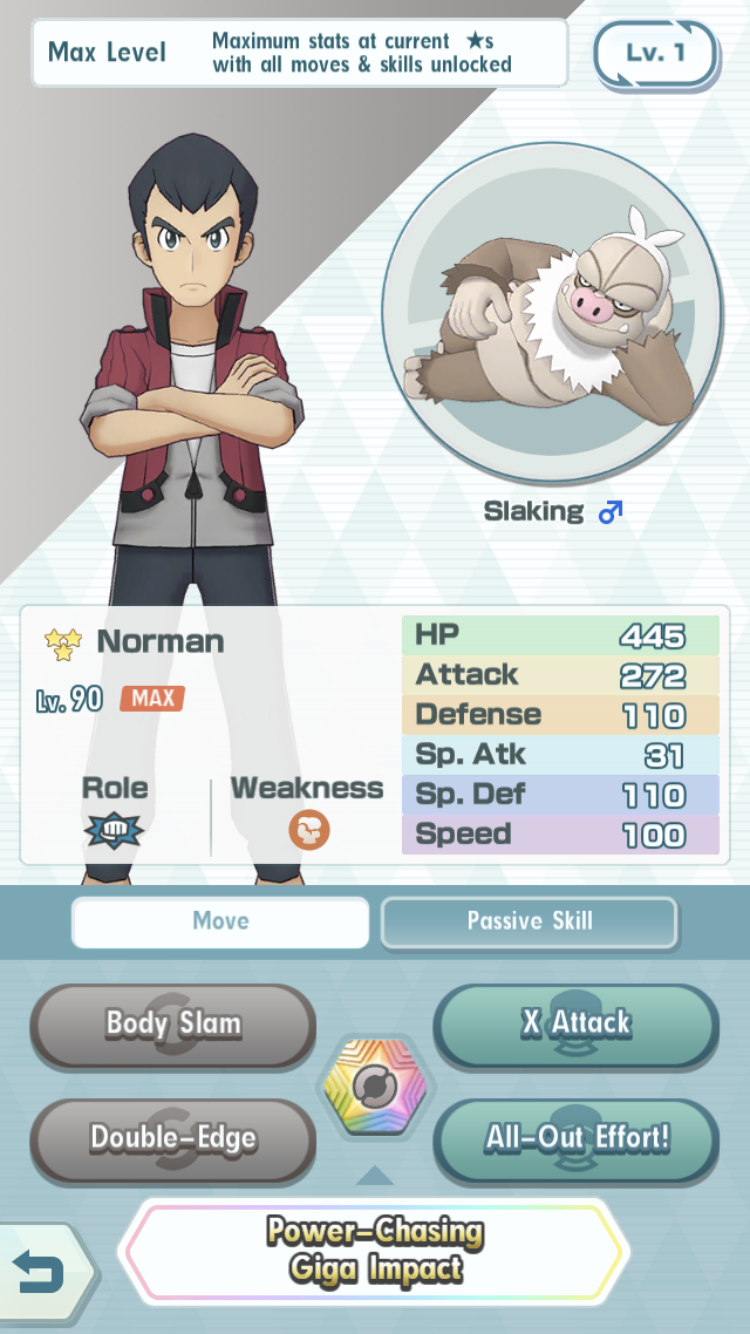 Max Level
Maximum stats at current ★s
with all moves & skills unlocked
Lv. 1
Slaking ♂
Norman
Lv. 90 MAX
Role
Weakness
HP 445
Attack 272
Defense 110
Sp. Atk 31
Sp. Def 110
Speed 100
Move
Passive Skill
Body Slam
X Attack
Double-Edge
All-Out Effort!
Power-Chasing
Giga Impact